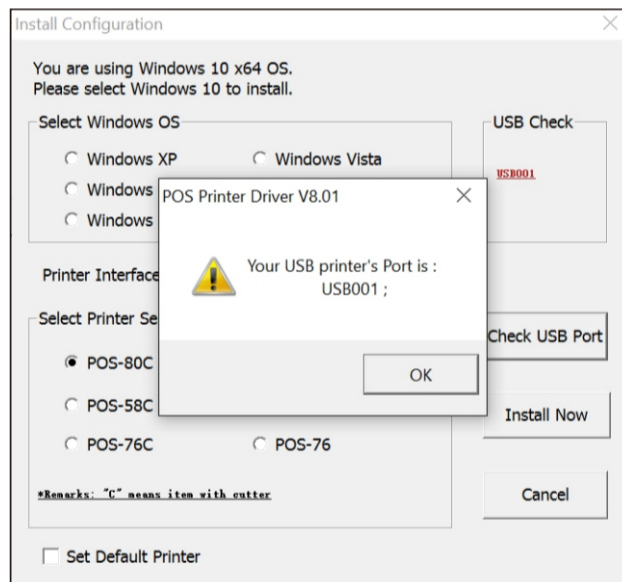 Install Configuration
You are using Windows 10 x64 OS.
Please select Windows 10 to install.
Select Windows OS
USB Check
Windows XP
Windows Vista
USB001
Windows
Windows
POS Printer Driver V8.01
Your USB printer's Port is :
USB001 ;
OK
Printer Interface
Select Printer Se
Check USB Port
POS-80C
POS-58C
Install Now
POS-76C
POS-76
*Remarks: "C" means item with cutter
Cancel
Set Default Printer